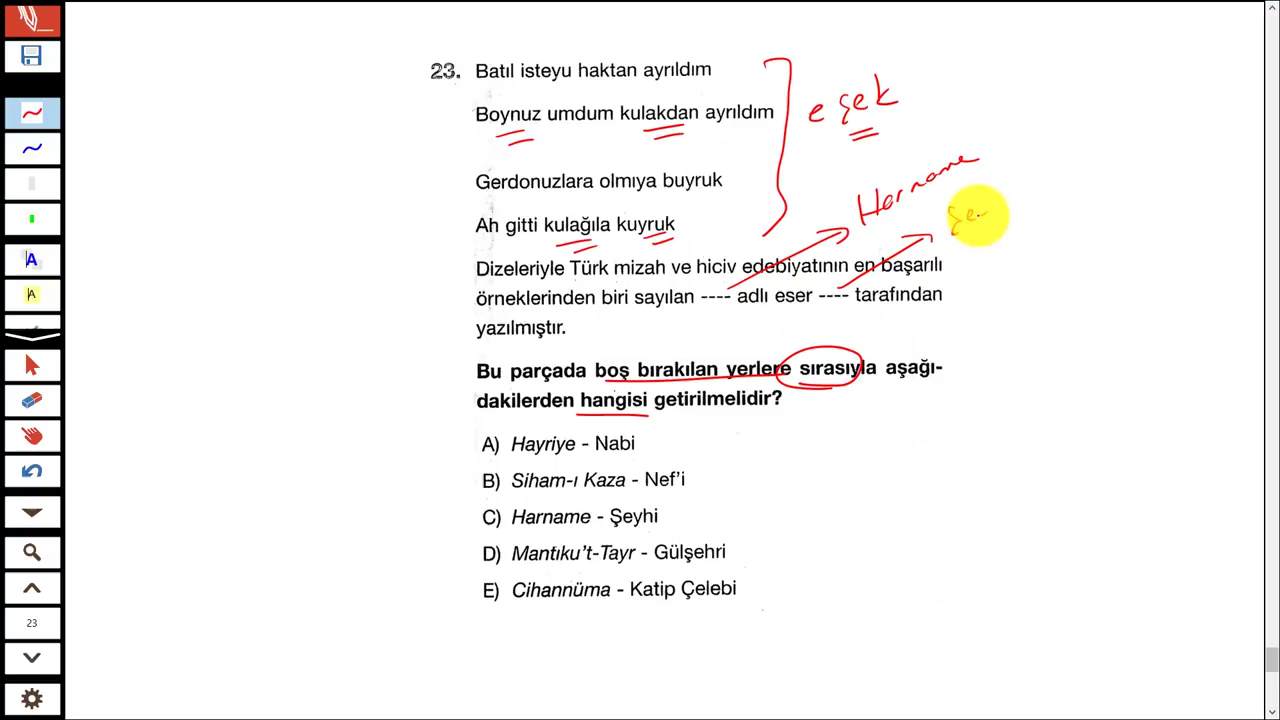 23. Batıl isteyu haktan ayrıldım
Boynuz umdum kulakdan ayrıldım
eşek
Gerdonuzlara olmıya buyruk
Harname
Ah gitti kulağıla kuyruk
Şe
Dizeleriyle Türk mizah ve hiciv edebiyatının en başarılı
örneklerinden biri sayılan ---- adlı eser ---- tarafından
yazılmıştır.
Bu parçada boş bırakılan yerlere sırasıyla aşağı-
dakilerden hangisi getirilmelidir?
A) Hayriye - Nabi
B) Siham-ı Kaza - Nef'i
C) Harname - Şeyhi
D) Mantıku't-Tayr - Gülşehri
E) Cihannüma - Katip Çelebi
A
A
23